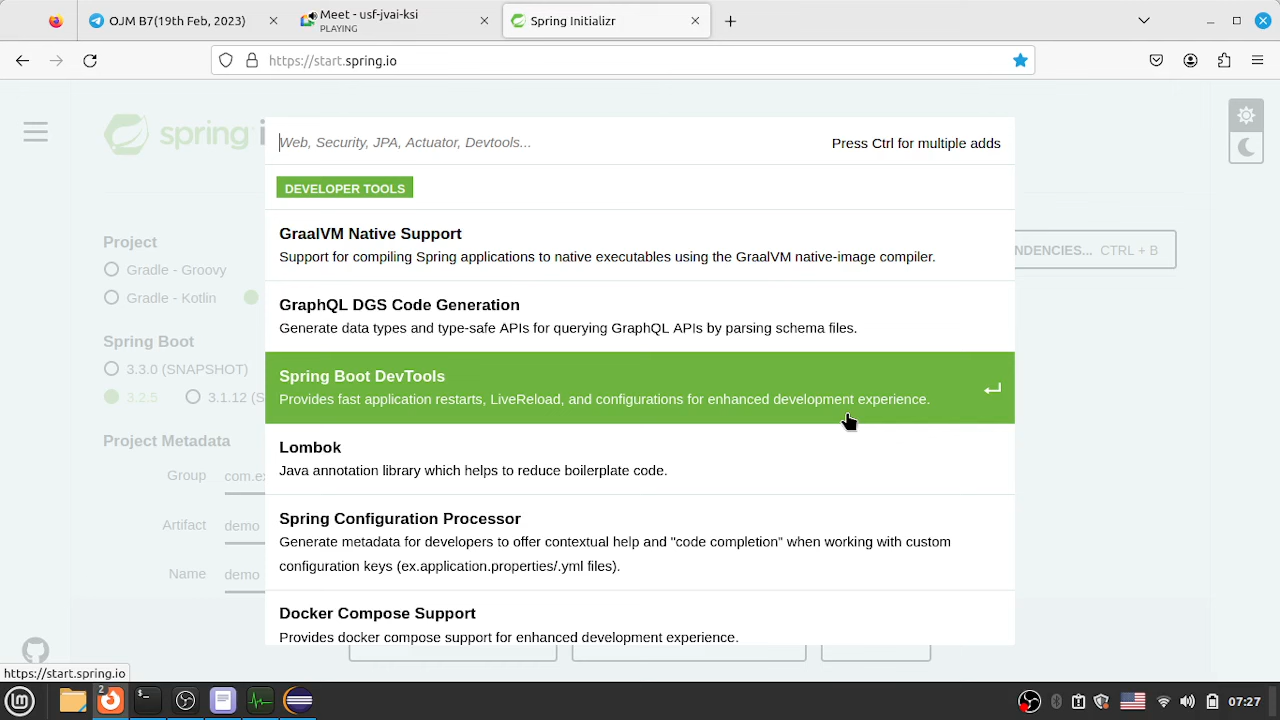 OJM B7(19th Feb, 2023)
Meet - usf-jvai-ksi
PLAYING
Spring Initializr
https://start.spring.io
spring i
Web, Security, JPA, Actuator, Devtools...
Press Ctrl for multiple adds
DEVELOPER TOOLS
GraalVM Native Support
Support for compiling Spring applications to native executables using the GraalVM native-image compiler.
GraphQL DGS Code Generation
Generate data types and type-safe APIs for querying GraphQL APIs by parsing schema files.
Spring Boot DevTools
Provides fast application restarts, LiveReload, and configurations for enhanced development experience.
Lombok
Java annotation library which helps to reduce boilerplate code.
Spring Configuration Processor
Generate metadata for developers to offer contextual help and "code completion" when working with custom
configuration keys (ex.application.properties/.yml files).
Docker Compose Support
Provides docker compose support for enhanced development experience.
Project
Gradle - Groovy
Gradle - Kotlin
Spring Boot
3.3.0 (SNAPSHOT)
3.2.5
3.1.12 (S
Project Metadata
Group com.ex
Artifact demo
Name demo
NDENCIES... CTRL + B
https://start.spring.io
2
07:27